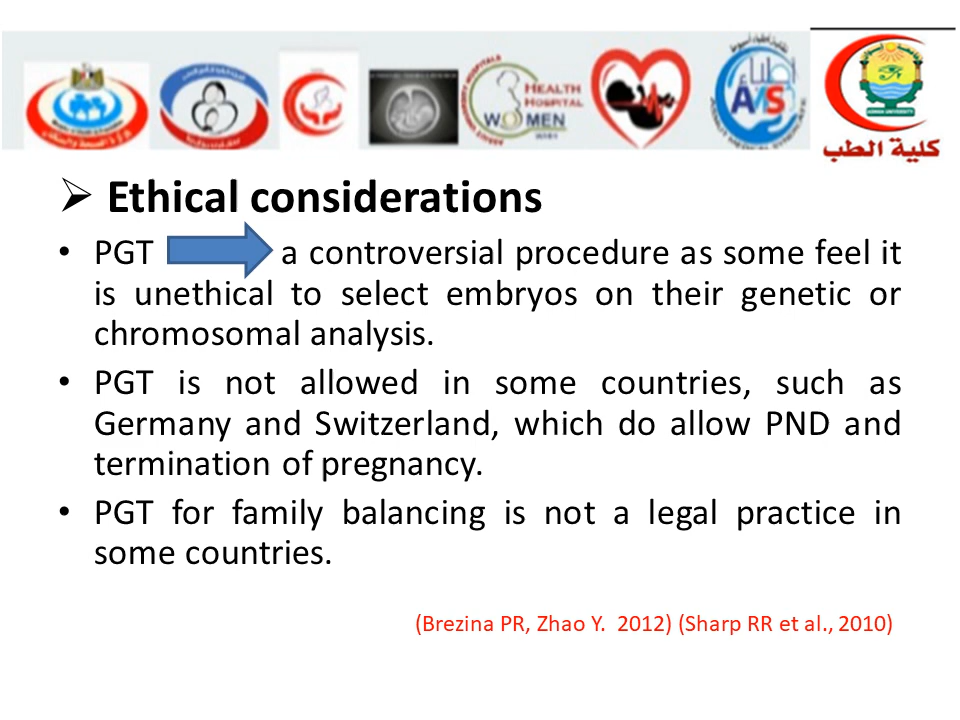 HEALTH
HOSPITAL
WOMEN
AMS
كلية الطب
Ethical considerations
• PGT a controversial procedure as some feel it
is unethical to select embryos on their genetic or
chromosomal analysis.
• PGT is not allowed in some countries, such as
Germany and Switzerland, which do allow PND and
termination of pregnancy.
• PGT for family balancing is not a legal practice in
some countries.
(Brezina PR, Zhao Y. 2012) (Sharp RR et al., 2010)